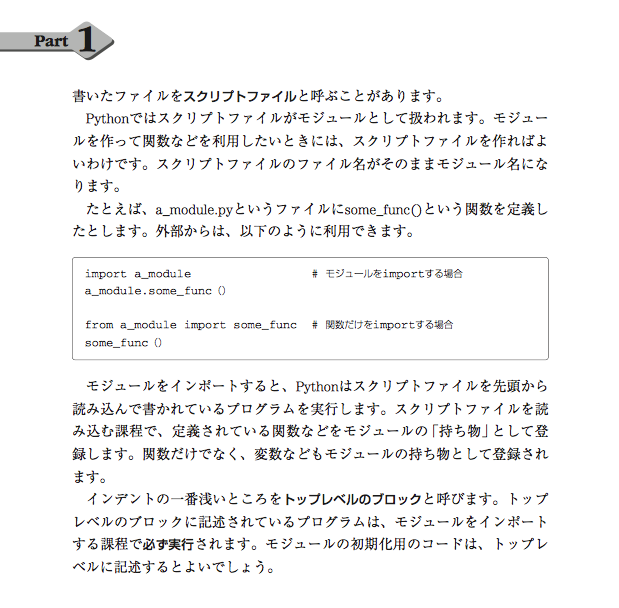 Part 1
書いたファイルをスクリプトファイルと呼ぶことがあります。
Pythonではスクリプトファイルがモジュールとして扱われます。モジュー
ルを作って関数などを利用したいときには、スクリプトファイルを作ればよ
いわけです。スクリプトファイルのファイル名がそのままモジュール名にな
ります。
たとえば、a_module.pyというファイルにsome_func()という関数を定義し
たとします。外部からは、以下のように利用できます。
import a_module # モジュールをimportする場合
a_module.some_func ()
from a_module import some_func # 関数だけをimportする場合
some_func ()
モジュールをインポートすると、Pythonはスクリプトファイルを先頭から
読み込んで書かれているプログラムを実行します。スクリプトファイルを読
み込む課程で、定義されている関数などをモジュールの「持ち物」として登
録します。関数だけでなく、変数などもモジュールの持ち物として登録され
ます。
インデントの一番浅いところをトップレベルのブロックと呼びます。トップ
レベルのブロックに記述されているプログラムは、モジュールをインポート
する課程で必ず実行されます。モジュールの初期化用のコードは、トップレ
ベルに記述するとよいでしょう。